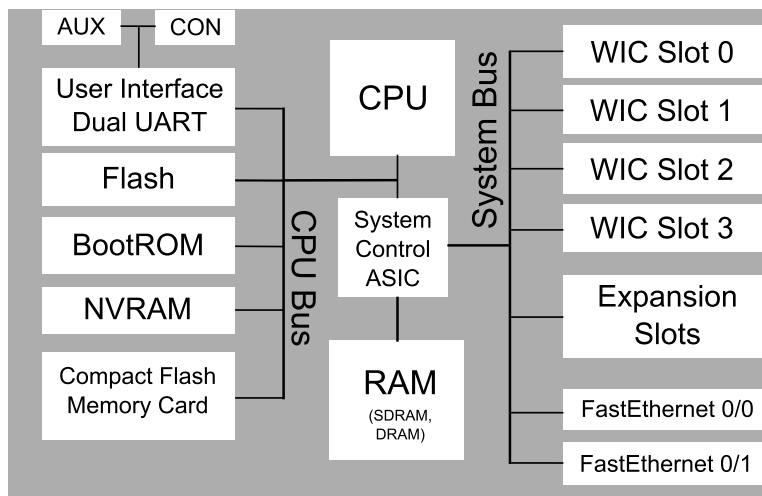 AUX
CON
User Interface
Dual UART
Flash
BootROM
NVRAM
Compact Flash
Memory Card
CPU Bus
CPU
System
Control
ASIC
RAM
(SDRAM,
DRAM)
System Bus
WIC Slot 0
WIC Slot 1
WIC Slot 2
WIC Slot 3
Expansion
Slots
FastEthernet 0/0
FastEthernet 0/1